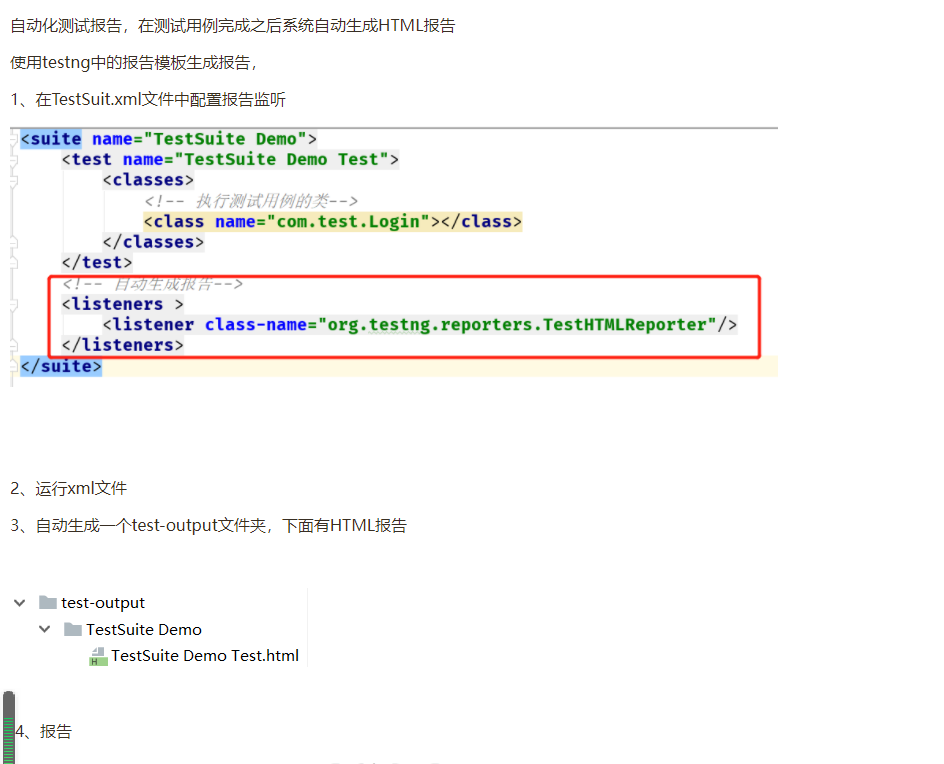 自动化测试报告，在测试用例完成之后系统自动生成HTML报告
使用testng中的报告模板生成报告，
1、在TestSuit.xml文件中配置报告监听
<suite name="TestSuite Demo">
<test name="TestSuite Demo Test">
<classes>
<!-- 执行测试用例的类-->
<class name="com.test.Login"></class>
</classes>
</test>
<!-- 自动生成报告-->
<listeners >
<listener class-name="org.testng.reporters.TestHTMLReporter"/>
</listeners>
</suite>
2、运行xml文件
3、自动生成一个test-output文件夹，下面有HTML报告
test-output
TestSuite Demo
TestSuite Demo Test.html
4、报告